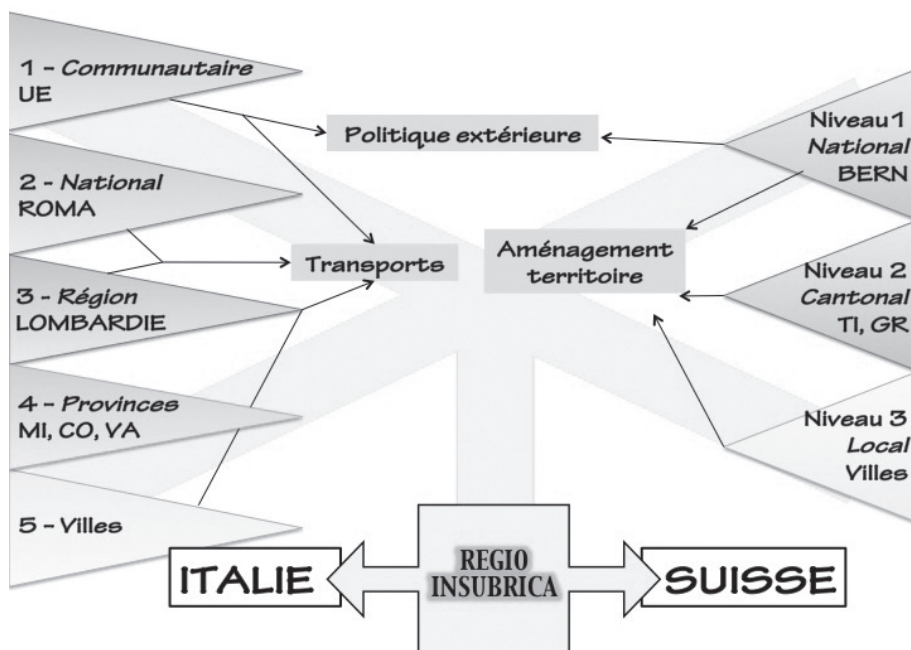 1 - Communautaire
UE
2 - National
ROMA
3 - Région
LOMBARDIE
4 - Provinces
MI, CO, VA
5 - Villes
Politique extérieure
Transports
Aménagement
territoire
Niveau 1
National
BERN
Niveau 2
Cantonal
TI, GR
Niveau 3
Local
Villes
ITALIE
REGIO
INSUBRICA
SUISSE